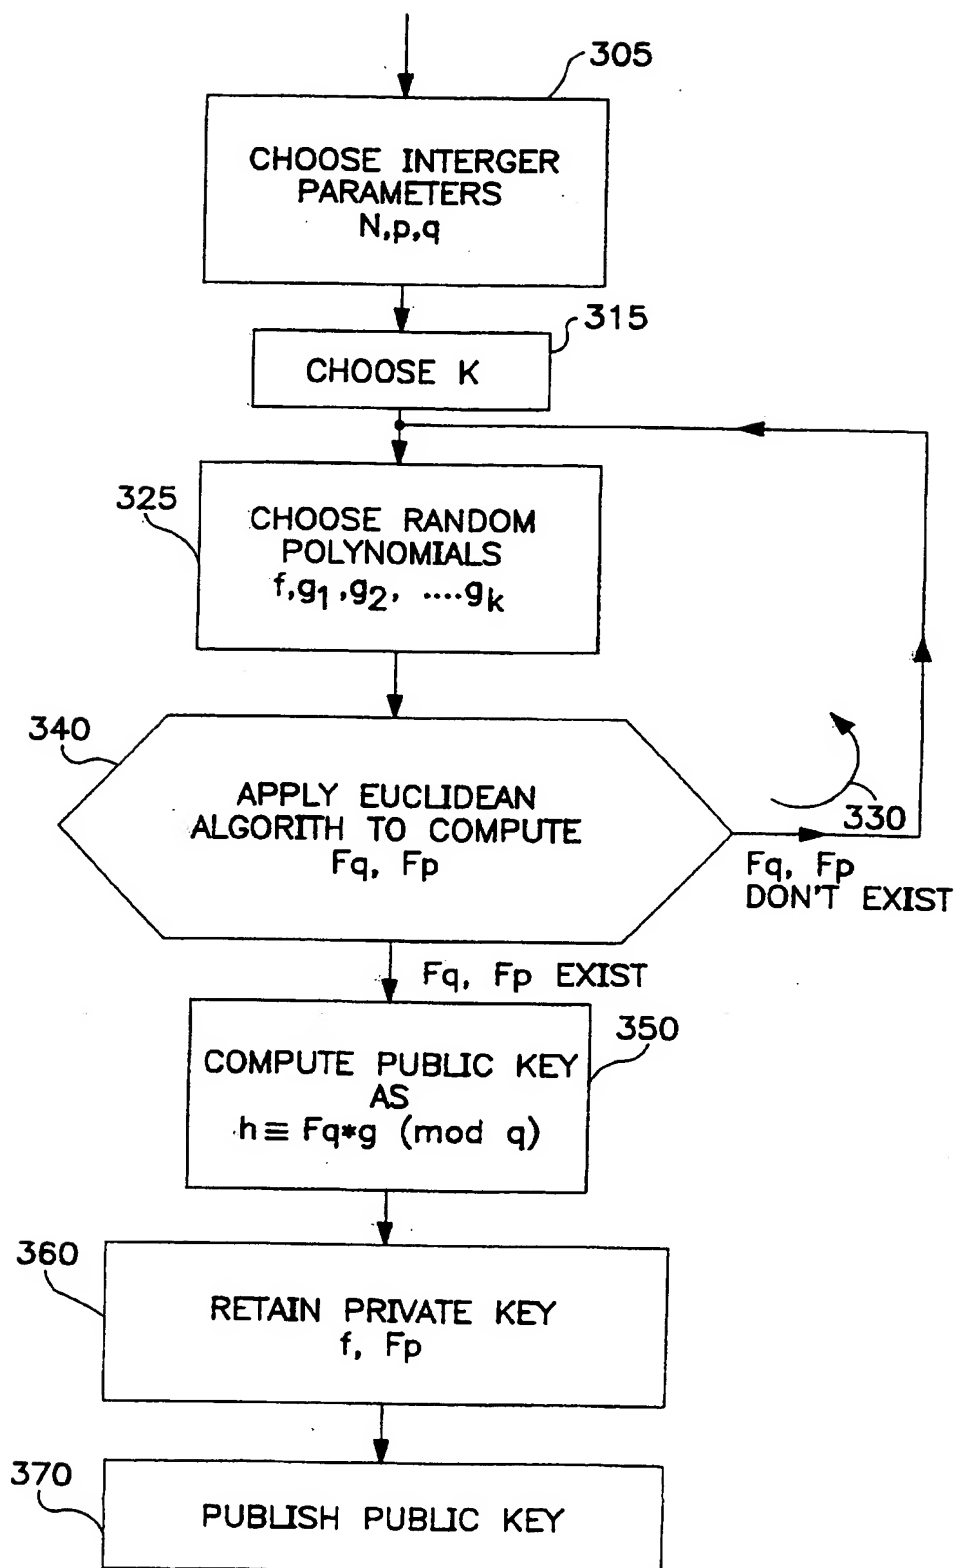 305
CHOOSE INTERGER
PARAMETERS
N,p,q
315
CHOOSE K
325
CHOOSE RANDOM
POLYNOMIALS
f,g1,g2, ....gk
340
APPLY EUCLIDEAN
ALGORITH TO COMPUTE
Fq, Fp
330
Fq, Fp
DON'T EXIST
Fq, Fp EXIST
350
COMPUTE PUBLIC KEY
AS
h≡ Fq*g (mod q)
360
RETAIN PRIVATE KEY
f, Fp
370
PUBLISH PUBLIC KEY